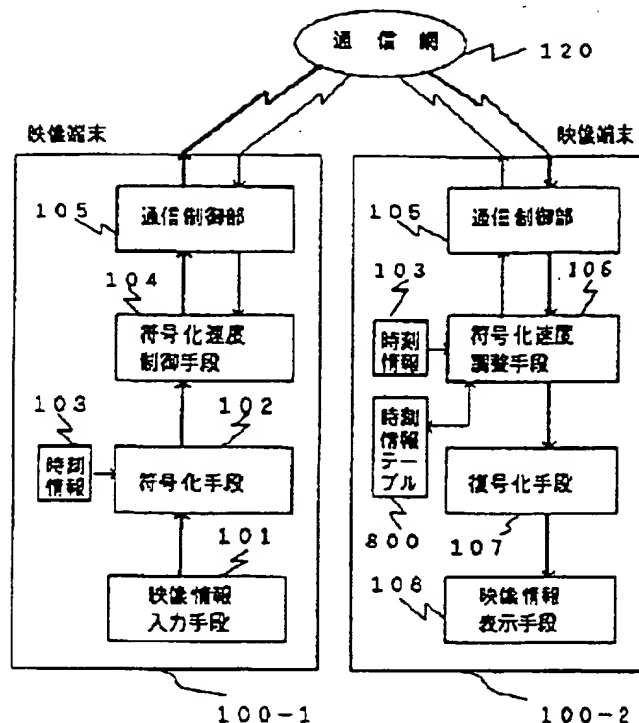 通信網
120
映像端末
映像端末
105
通信制御部
通信制御部
105
104
103
106
符号化速度
制御手段
時刻
情報
符号化速度
調整手段
103
102
時刻
情報
符号化手段
時刻
情報
テー
ブル
復号化手段
101
800
107
映像情報
入力手段
108
映像情報
表示手段
100-1
100-2